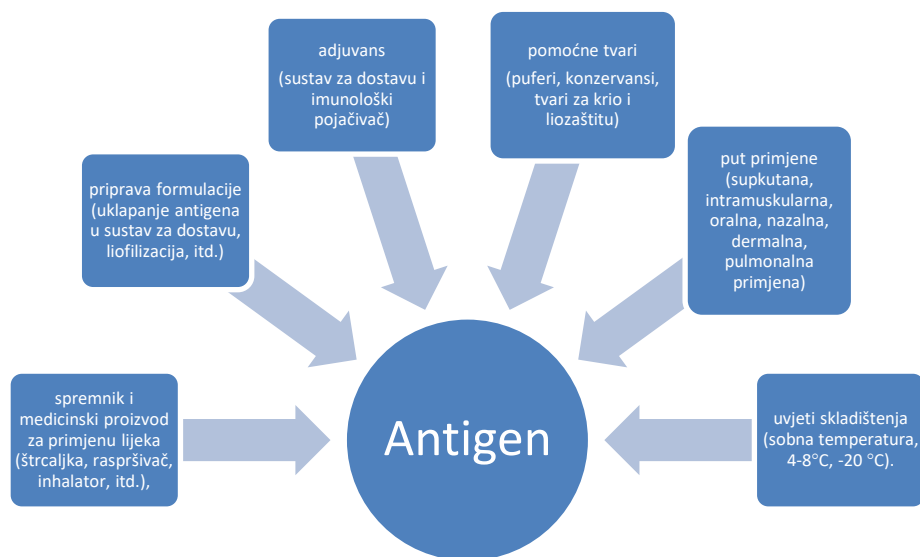 adjuvans
(sustav za dostavu i
imunološki
pojačivač)
pomoćne tvari
(puferi, konzervansi,
tvari za krio i
liozaštitu)
priprava formulacije
(uklapanje antigena
u sustav za dostavu,
liofilizacija, itd.)
put primjene
(supkutana,
intramuskularna,
oralna, nazalna,
dermalna,
pulmonalna
primjena)
spremnik i
medicinski proizvod
za primjenu lijeka
(štrcaljka, raspršivač,
inhalator, itd.),
Antigen
uvjeti skladištenja
(sobna temperatura,
4-8°C, -20 °C).